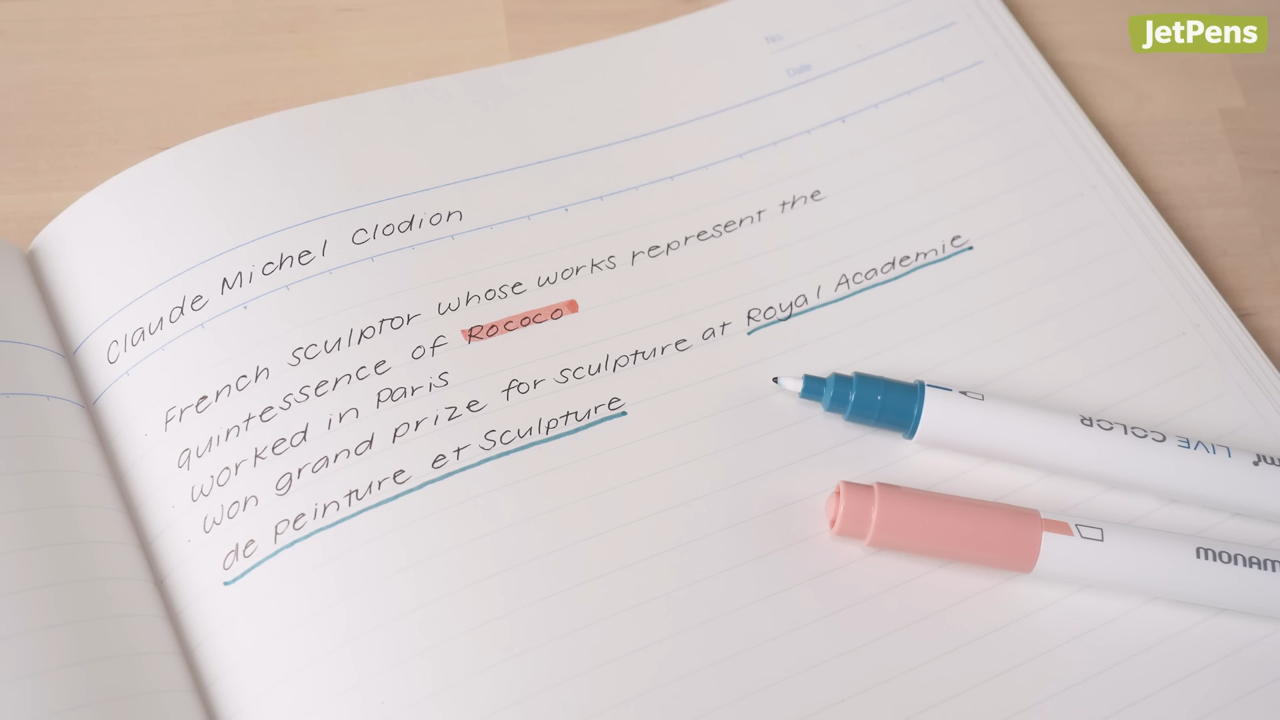 JetPens
No.
Date
Claude Michel Clodion
French sculptor whose works represent the
quintessence of Rococo
worked in Paris
won grand prize for sculpture at Royal Academie
de peinture et Sculpture
LIVE COLOR
MONAM